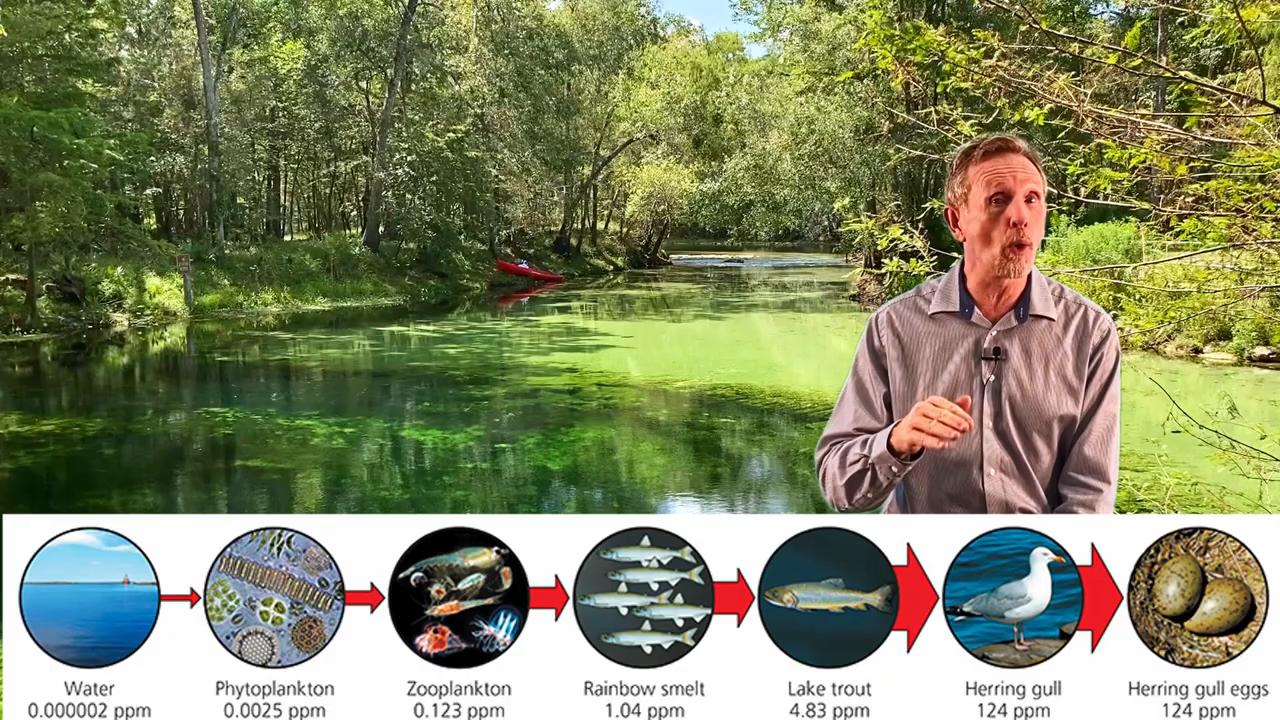 Water
0.000002 ppm
Phytoplankton
0.0025 ppm
Zooplankton
0.123 ppm
Rainbow smelt
1.04 ppm
Lake trout
4.83 ppm
Herring gull
124 ppm
Herring gull eggs
124 ppm